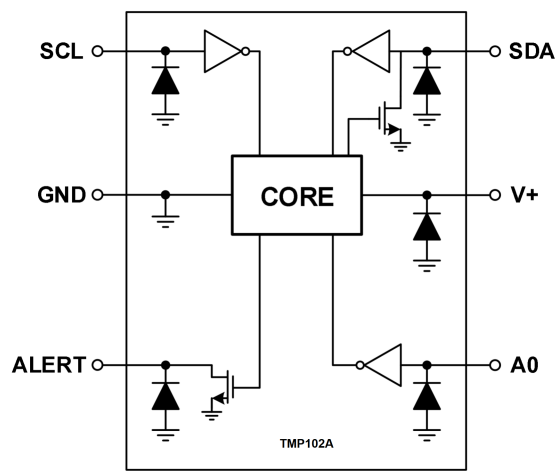 SCL
SDA
GND
CORE
V+
ALERT
A0
TMP102A